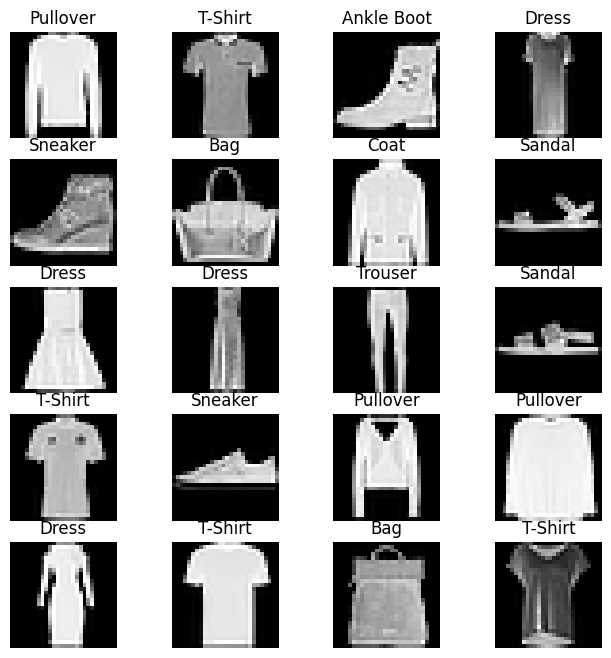 Pullover T-Shirt Ankle Boot Dress
Sneaker Bag Coat Sandal
Dress Dress Trouser Sandal
T-Shirt Sneaker Pullover Pullover
Dress T-Shirt Bag T-Shirt